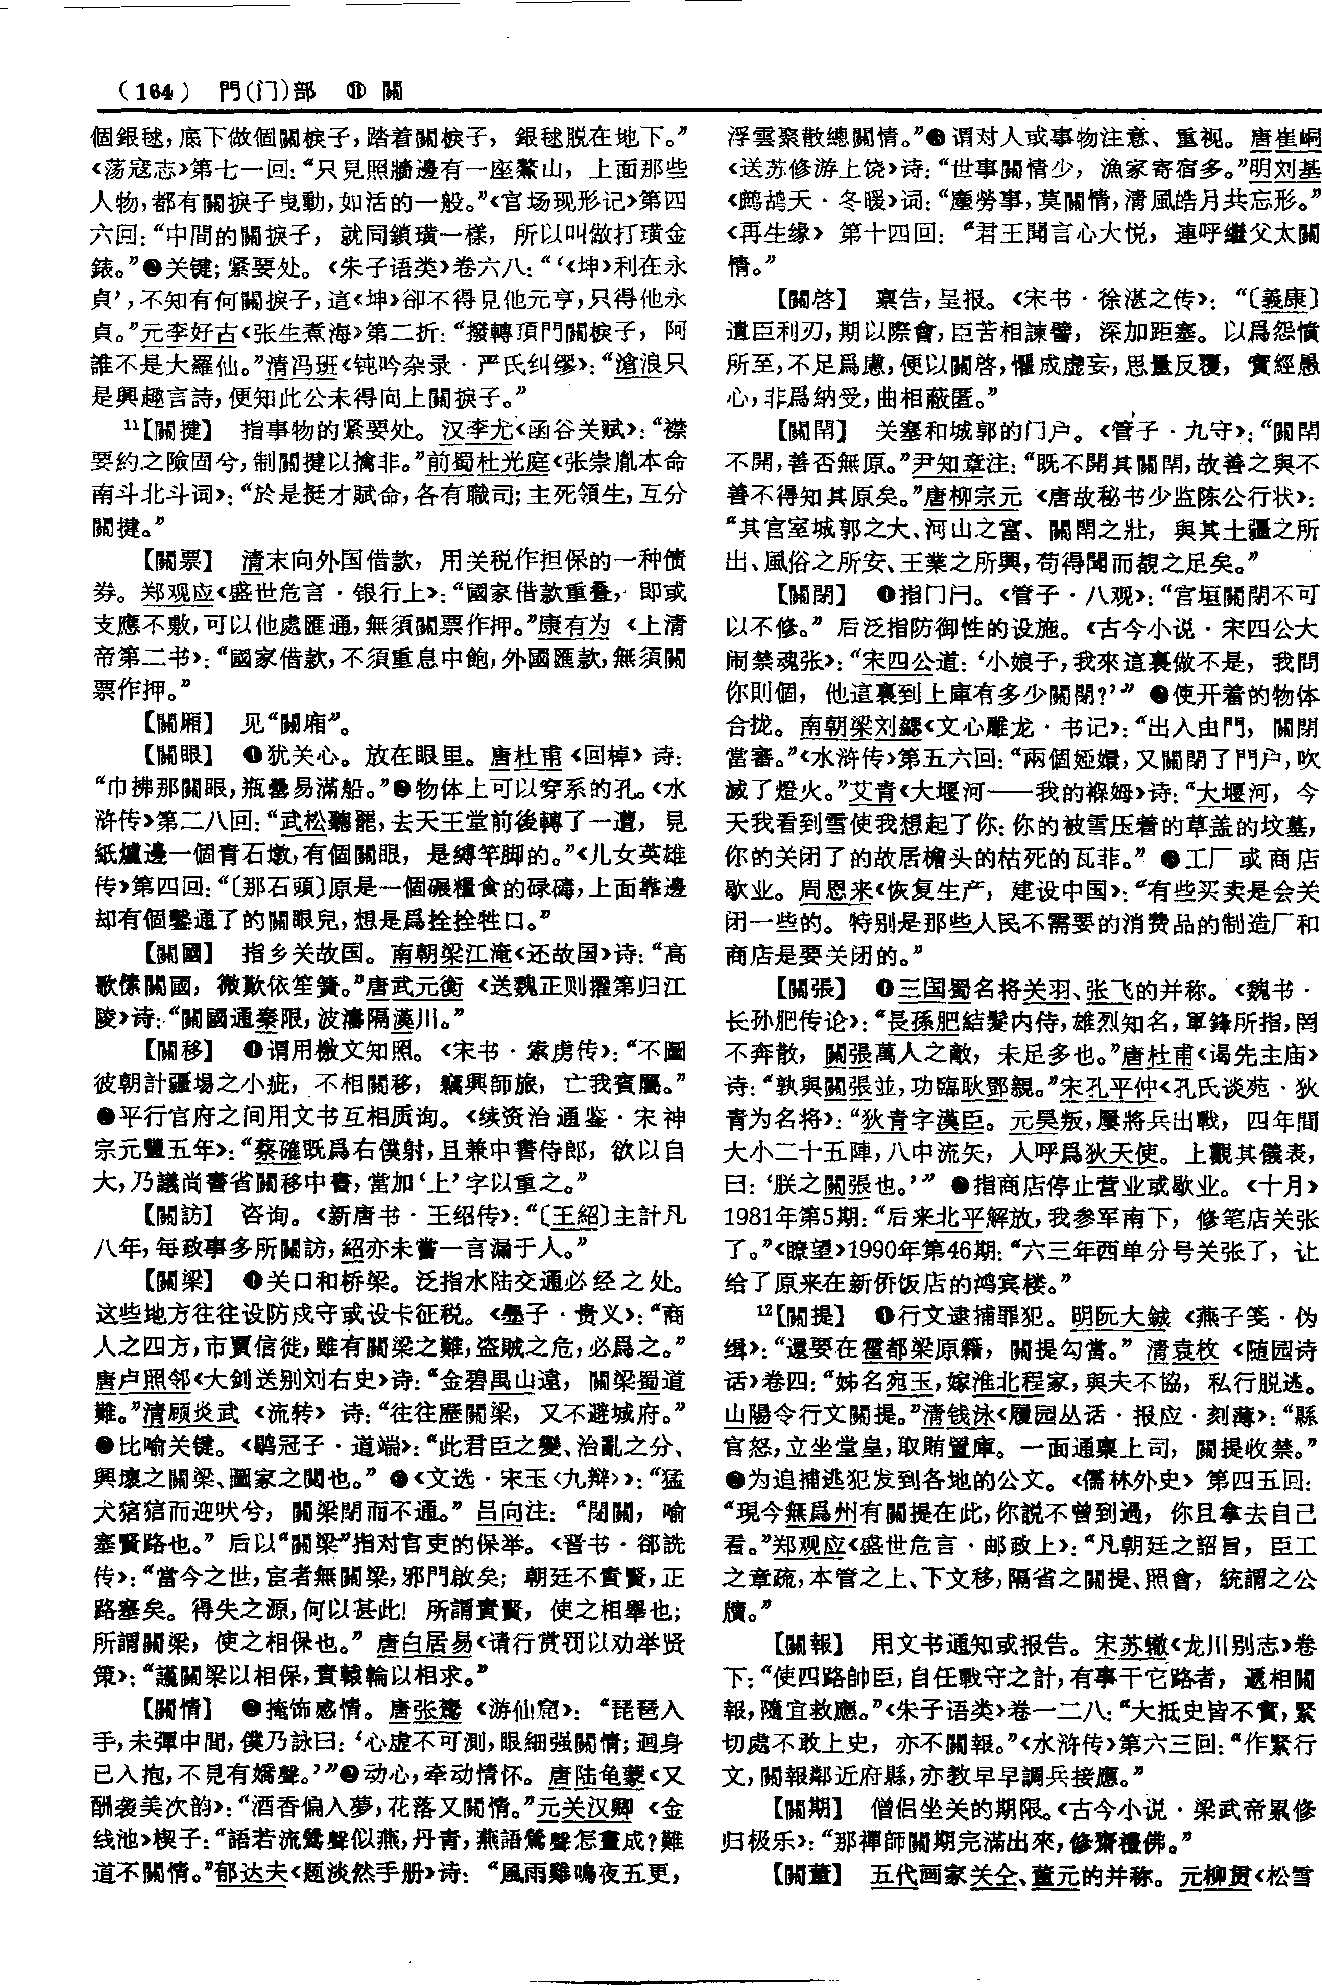 （164） 門(门)部 ⑪ 關
個銀毬，底下做個關棙子，踏着關棙子，銀毬脱在地下。”
《荡寇志》第七一回：“只見照牆邊有一座鰲山，上面那些
人物，都有關捩子曳動，如活的一般。”《官场现形记》第四
六回：“中間的關捩子，就同鎖璜一樣，所以叫做打璜金
錶。”❷关键；紧要处。《朱子语类》卷六八：“‘《坤》利在永
貞’，不知有何關捩子，這《坤》卻不得見他元亨，只得他永
貞。”元李好古《张生煮海》第二折：“撥轉頂門關棙子，阿
誰不是大羅仙。”清冯班《钝吟杂录·严氏纠缪》：“滄浪只
是興趣言詩，便知此公未得向上關捩子。”
11【關揵】 指事物的紧要处。汉李尤《函谷关赋》：“襟
要約之險固兮，制關揵以擒非。”前蜀杜光庭《张崇胤本命
南斗北斗词》：“於是挺才賦命，各有職司；主死領生，互分
關揵。”
【關票】 清末向外国借款，用关税作担保的一种债
券。郑观应《盛世危言·银行上》：“國家借款重叠，即或
支應不敷，可以他處匯通，無須關票作押。”康有为《上清
帝第二书》：“國家借款，不須重息中飽，外國匯款，無須關
票作押。”
【關厢】 见“關廂”。
【關眼】 ❶犹关心。放在眼里。唐杜甫《回棹》诗：
“巾拂那關眼，瓶罍易滿船。”❷物体上可以穿系的孔。《水
浒传》第二八回：“武松聽罷，去天王堂前後轉了一遭，見
紙爐邊一個青石墩，有個關眼，是縛竿脚的。”《儿女英雄
传》第四回：“〔那石頭〕原是一個碾糧食的碌碡，上面靠邊
却有個鑿通了的關眼兒，想是爲拴拴牲口。”
【關國】 指乡关故国。南朝梁江淹《还故国》诗：“高
歌傃關國，微歎依笙簧。”唐武元衡《送魏正则擢第归江
陵》诗：“關國通秦限，波濤隔漢川。”
【關移】 ❶谓用檄文知照。《宋书·索虏传》：“不圖
彼朝計疆埸之小疵，不相關移，竊興師旅，亡我賓屬。”
❷平行官府之间用文书互相质询。《续资治通鉴·宋神
宗元豐五年》：“蔡確既爲右僕射，且兼中書侍郎，欲以自
大，乃議尚書省關移中書，當加‘上’字以重之。”
【關訪】 咨询。《新唐书·王绍传》：“〔王紹〕主計凡
八年，每政事多所關訪，紹亦未嘗一言漏于人。”
【關梁】 ❶关口和桥梁。泛指水陆交通必经之处。
这些地方往往设防戍守或设卡征税。《墨子·贵义》：“商
人之四方，市賈信徙，雖有關梁之難，盗賊之危，必爲之。”
唐卢照邻《大剑送别刘右史》诗：“金碧禺山遠，關梁蜀道
難。”清顾炎武《流转》诗：“往往歷關梁，又不避城府。”
❷比喻关键。《鹖冠子·道端》：“此君臣之變、治亂之分、
興壞之關梁、國家之閱也。”❸《文选·宋玉〈九辩〉》：“猛
犬狺狺而迎吠兮，關梁閉而不通。”吕向注：“閉關，喻
塞賢路也。”后以“關梁”指对官吏的保举。《晋书·郤詵
传》：“當今之世，宦者無關梁，邪門啟矣；朝廷不責賢，正
路塞矣。得失之源，何以甚此！所謂責賢，使之相舉也；
所謂關梁，使之相保也。”唐白居易《请行赏罚以劝举贤
策》：“謹關梁以相保，責轅輪以相求。”
【關情】 ❶掩饰感情。唐张鷟《游仙窟》：“琵琶入
手，未彈中間，僕乃詠曰：‘心虚不可測，眼細强關情；迴身
已入抱，不見有嬌聲。’”❷动心，牵动情怀。唐陆龟蒙《又
酬袭美次韵》：“酒香偏入夢，花落又關情。”元关汉卿《金
线池》楔子：“語若流鶯聲似燕，丹青，燕語鶯聲怎畫成？難
道不關情。”郁达夫《题淡然手册》诗：“風雨雞鳴夜五更，
浮雲聚散總關情。”❸谓对人或事物注意、重视。唐崔峒
《送苏修游上饶》诗：“世事關情少，漁家寄宿多。”明刘基
《鹧鸪天·冬暖》词：“塵勞事，莫關情，清風皓月共忘形。”
《再生缘》第十四回：“君王聞言心大悦，連呼繼父太關
情。”
【關啓】 禀告，呈报。《宋书·徐湛之传》：“〔義康〕
遣臣利刃，期以際會，臣苦相諫譬，深加距塞。以爲怨憤
所至，不足爲慮，便以關啓，懼成虚妄，思量反覆，實經愚
心，非爲納受，曲相蔽匿。”
【關閈】 关塞和城郭的门户。《管子·九守》：“關閈
不開，善否無原。”尹知章注：“既不開其關閈，故善之與不
善不得知其原矣。”唐柳宗元《唐故秘书少监陈公行状》：
“其宫室城郭之大、河山之富、關閈之壯，與其土疆之所
出、風俗之所安、王業之所興，苟得聞而覩之足矣。”
【關閉】 ❶指门闩。《管子·八观》：“宫垣關閉不可
以不修。”后泛指防御性的设施。《古今小说·宋四公大
闹禁魂张》：“宋四公道：‘小娘子，我來這裏做不是，我問
你則個，他這裏到上庫有多少關閉？’”❷使开着的物体
合拢。南朝梁刘勰《文心雕龙·书记》：“出入由門，關閉
當審。”《水浒传》第五六回：“兩個婭嬛，又關閉了門户，吹
滅了燈火。”艾青《大堰河——我的褓姆》诗：“大堰河，今
天我看到雪使我想起了你：你的被雪压着的草盖的坟墓，
你的关闭了的故居檐头的枯死的瓦菲。”❸工厂或商店
歇业。周恩来《恢复生产，建设中国》：“有些买卖是会关
闭一些的。特别是那些人民不需要的消费品的制造厂和
商店是要关闭的。”
【關張】 ❶三国蜀名将关羽、张飞的并称。《魏书·
长孙肥传论》：“長孫肥結髮内侍，雄烈知名，軍鋒所指，罔
不奔散，關張萬人之敵，未足多也。”唐杜甫《谒先主庙》
诗：“孰與關張並，功臨耿鄧親。”宋孔平仲《孔氏谈苑·狄
青为名将》：“狄青字漢臣。元昊叛，屢將兵出戰，四年間
大小二十五陣，八中流矢，人呼爲狄天使。上觀其儀表，
曰：‘朕之關張也。’”❷指商店停止营业或歇业。《十月》
1981年第5期：“后来北平解放，我参军南下，修笔店关张
了。”《瞭望》1990年第46期：“六三年西单分号关张了，让
给了原来在新侨饭店的鸿宾楼。”
12【關提】 ❶行文逮捕罪犯。明阮大鋮《燕子笺·伪
缉》：“還要在霍都梁原籍，關提勾當。”清袁枚《随园诗
话》卷四：“姊名宛玉，嫁淮北程家，與夫不協，私行脱逃。
山陽令行文關提。”清钱泳《履园丛话·报应·刻薄》：“縣
官怒，立坐堂皇，取賄置庫。一面通稟上司，關提收禁。”
❷为追捕逃犯发到各地的公文。《儒林外史》第四五回：
“現今無爲州有關提在此，你説不曾到過，你且拿去自己
看。”郑观应《盛世危言·邮政上》：“凡朝廷之詔旨，臣工
之章疏，本管之上、下文移，隔省之關提、照會，統謂之公
牘。”
【關報】 用文书通知或报告。宋苏辙《龙川别志》卷
下：“使四路帥臣，自任戰守之計，有事干它路者，遞相關
報，隨宜救應。”《朱子语类》卷一二八：“大抵史皆不實，緊
切處不敢上史，亦不關報。”《水浒传》第六三回：“作緊行
文，關報鄰近府縣，亦教早早調兵接應。”
【關期】 僧侣坐关的期限。《古今小说·梁武帝累修
归极乐》：“那禪師關期完滿出來，修齋禮佛。”
【關董】 五代画家关仝、董元的并称。元柳贯《松雪